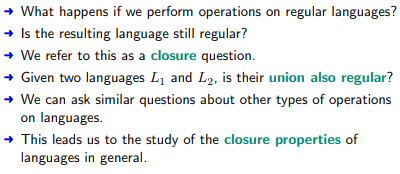 → What happens if we perform operations on regular languages?
→ Is the resulting language still regular?
→ We refer to this as a closure question.
→ Given two languages L₁ and L₂, is their union also regular?
→ We can ask similar questions about other types of operations
on languages.
→ This leads us to the study of the closure properties of
languages in general.